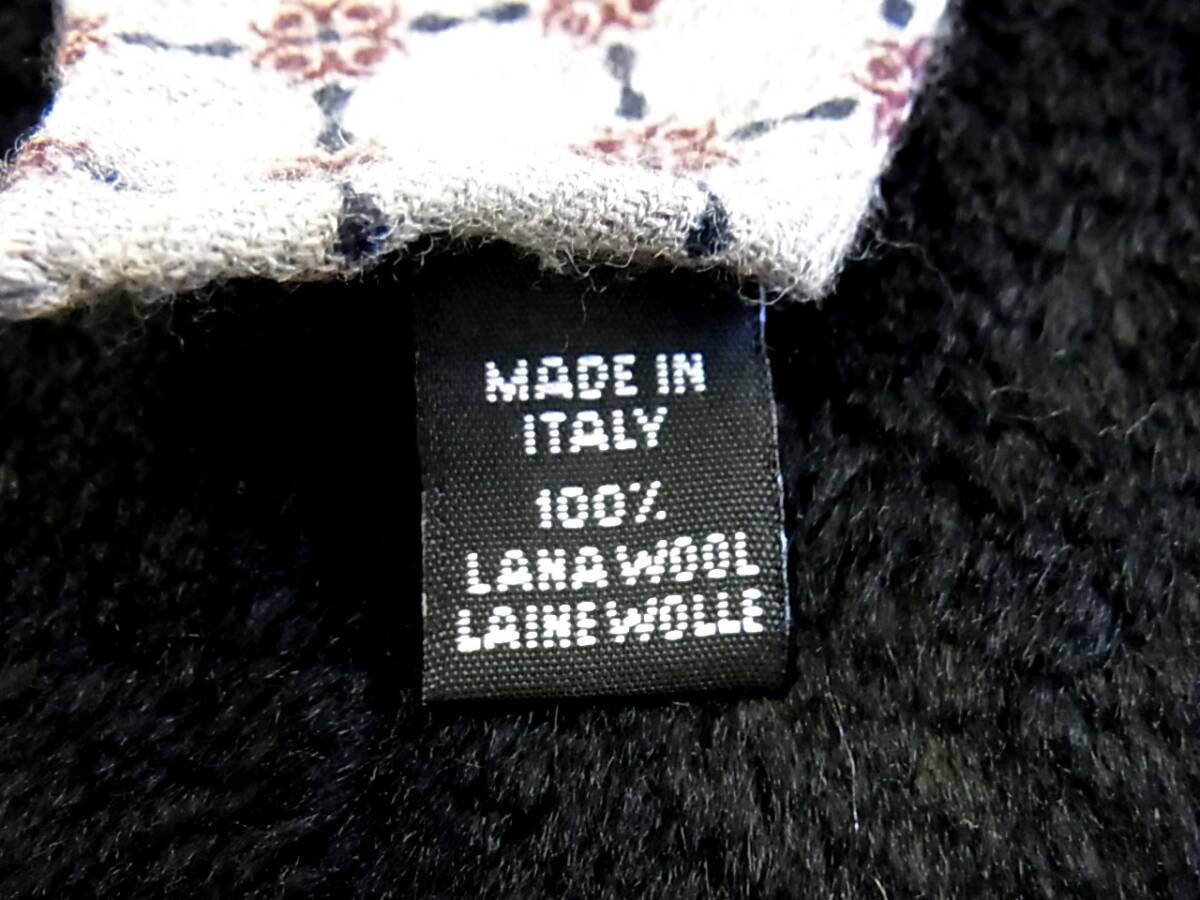 MADE IN
ITALY
100%
LANA WOOL
LAINE WOLLE